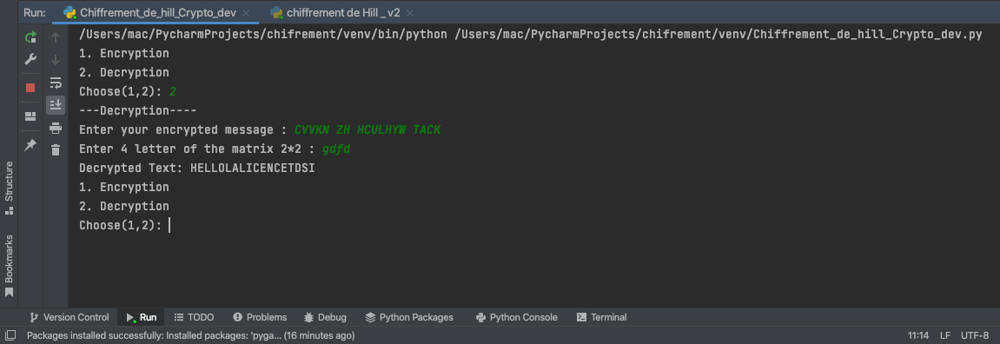 Run: Chiffrement_de_hill_Crypto_dev × chiffrement de Hill _ v2 ×
/Users/mac/PycharmProjects/chifrement/venv/bin/python /Users/mac/PycharmProjects/chifrement/venv/Chiffrement_de_hill_Crypto_dev.py
1. Encryption
2. Decryption
Choose(1,2): 2
---Decryption----
Enter your encrypted message : CVVKN ZH HCULHYW TACK
Enter 4 letter of the matrix 2*2 : gdfd
Decrypted Text: HELLOLALICENCETDSI
1. Encryption
2. Decryption
Choose(1,2):
Structure
Bookmarks
Version Control Run TODO Problems Debug Python Packages Python Console Terminal
Packages installed successfully: Installed packages: 'pyga... (16 minutes ago) 11:14 LF UTF-8